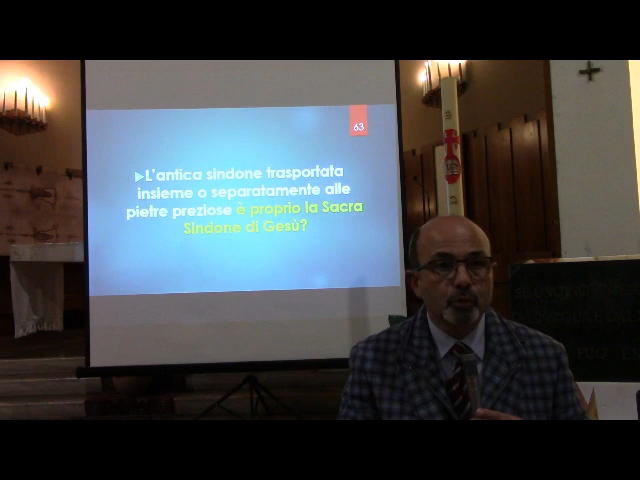 63
L'antica sindone trasportata
insieme o separatamente alle
pietre preziose è proprio la Sacra
Sindone di Gesù?